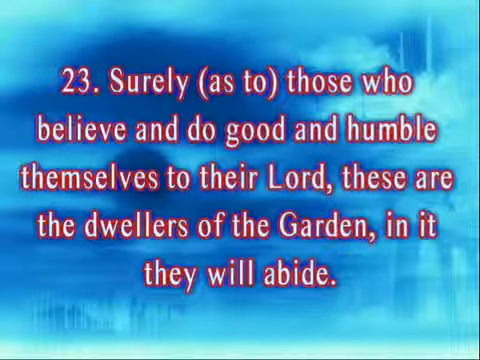 23. Surely (as to) those who
believe and do good and humble
themselves to their Lord, these are
the dwellers of the Garden, in it
they will abide.